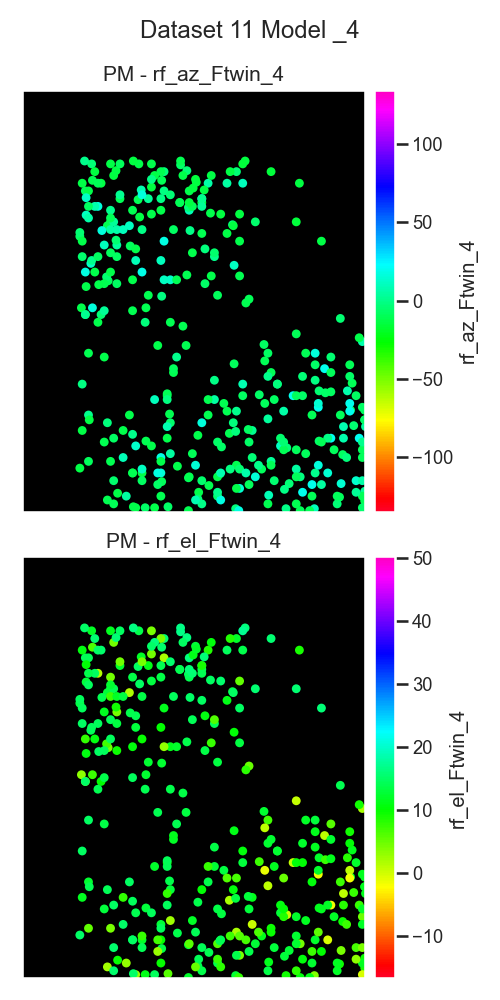 Dataset 11 Model _4
PM - rf_az_Ftwin_4
100
50
0
−50
−100
rf_az_Ftwin_4
PM - rf_el_Ftwin_4
50
40
30
20
10
0
−10
rf_el_Ftwin_4